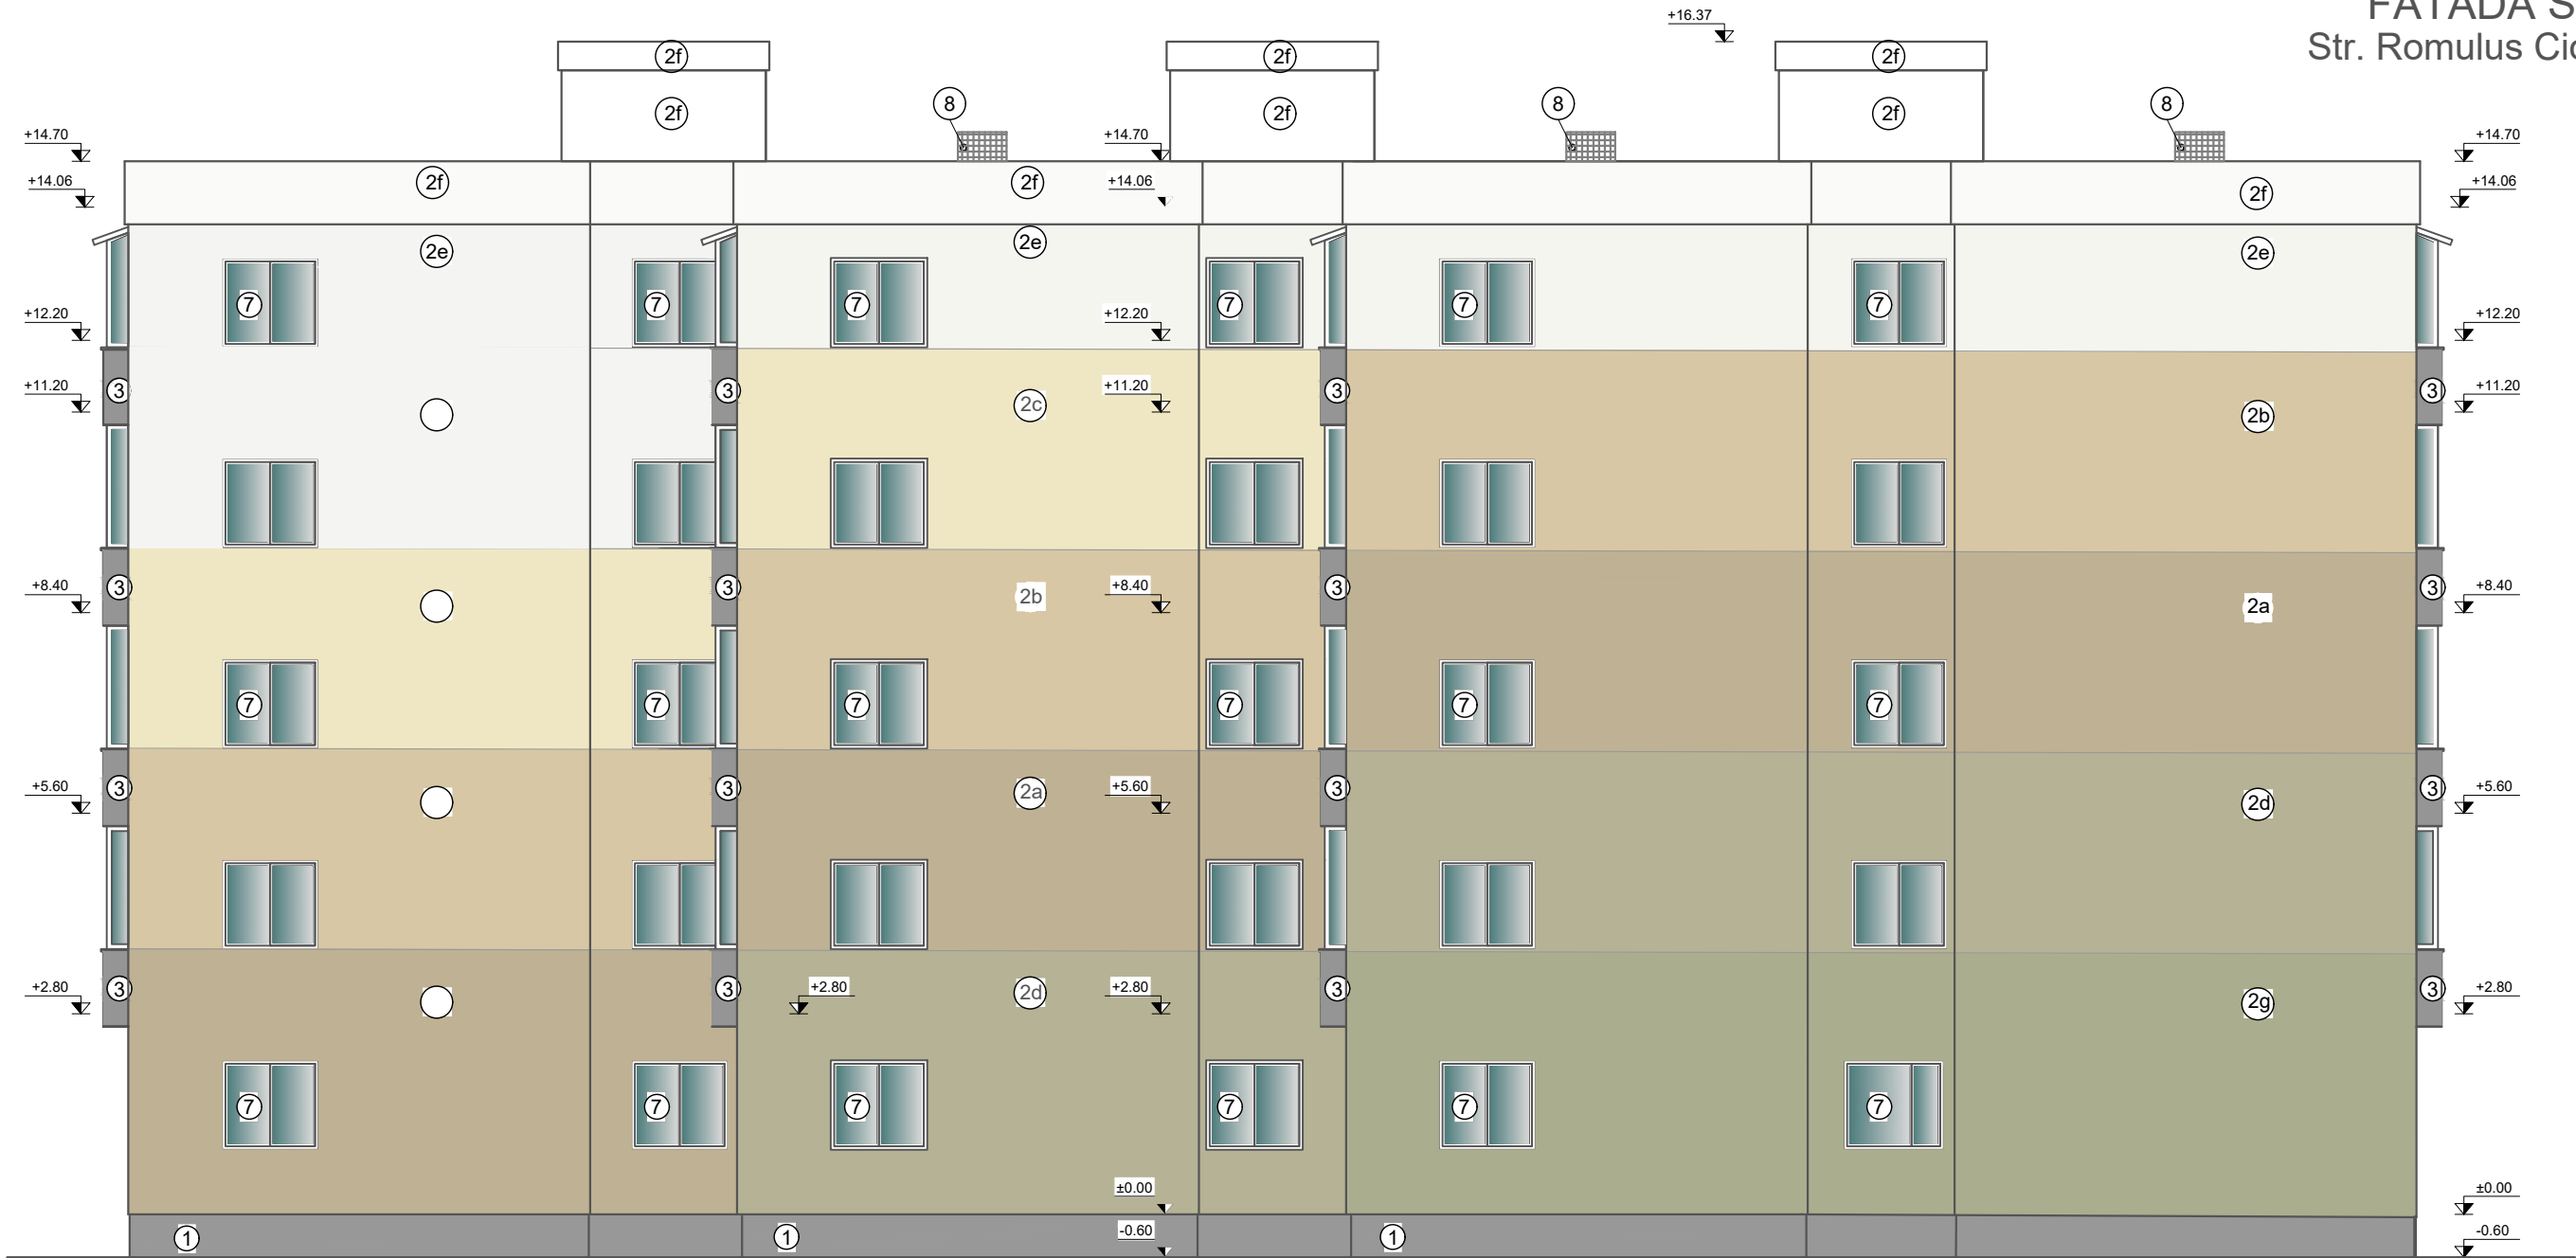 FATADA S
Str. Romulus Cio
+16.37
2f 2f 2f
8 8 8
2f 2f 2f
+14.70 +14.70 +14.70
+14.06 2f 2f +14.06 2f +14.06
2e 2e 2e
7 7 7 7 7 7
+12.20 +12.20 +12.20
3 3 3 3
+11.20 2c +11.20 2b +11.20
3 3 3 3
+8.40 2b +8.40 2a +8.40
7 7 7 7 7 7
3 3 3 3
+5.60 2a +5.60 2d +5.60
3 3 3 3
+2.80 +2.80 2d +2.80 2g +2.80
7 7 7 7 7 7
±0.00 ±0.00
1 1 -0.60 1 -0.60